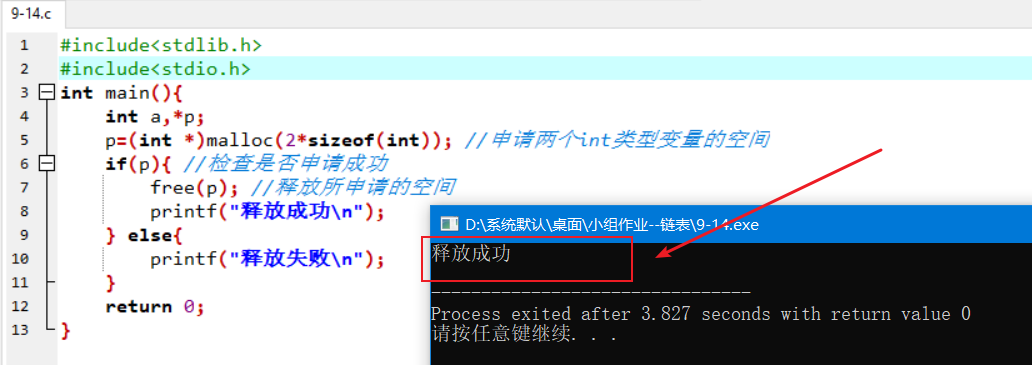 9-14.c
1 #include<stdlib.h>
2 #include<stdio.h>
3 int main(){
4 int a,*p;
5 p=(int *)malloc(2*sizeof(int)); //申请两个int类型变量的空间
6 if(p){ //检查是否申请成功
7 free(p); //释放所申请的空间
8 printf("释放成功\n");
9 } else{
10 printf("释放失败\n");
11 }
12 return 0;
13 }
D:\系统默认\桌面\小组作业--链表\9-14.exe
释放成功
--------------------------------
Process exited after 3.827 seconds with return value 0
请按任意键继续. . .